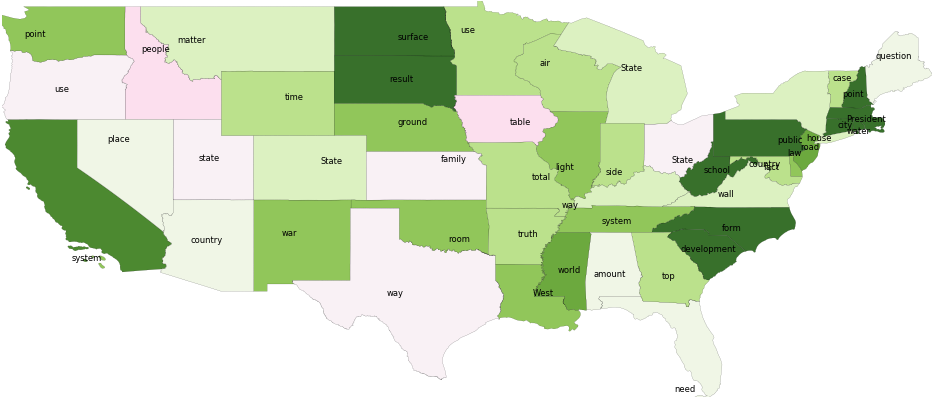 point
people
matter
surface
use
air
State
question
use
time
result
case
point
place
state
State
ground
table
family
light
side
State
public
city
President
water
house
road
law
country
fact
school
wall
total
way
system
country
war
room
truth
form
development
system
way
West
world
amount
top
need